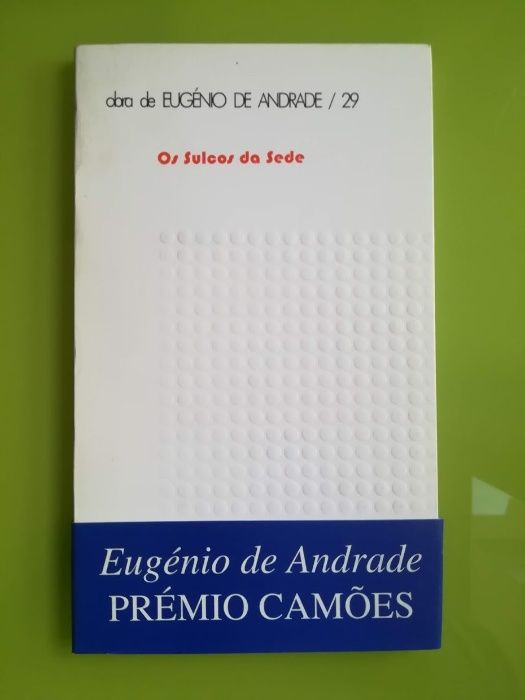 obra de EUGÉNIO DE ANDRADE / 29
Os Sulcos da Sede
Eugénio de Andrade
PRÉMIO CAMÕES